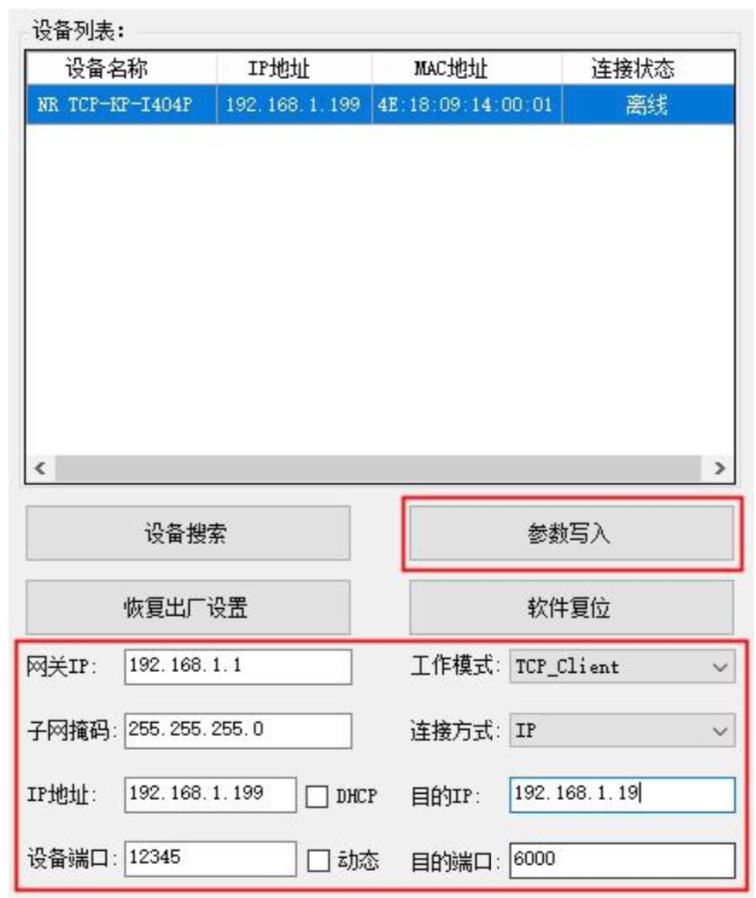 设备列表:
设备名称 IP地址 MAC地址 连接状态
NR TCP-KP-I404P 192.168.1.199 4E:18:09:14:00:01 离线
设备搜索 参数写入
恢复出厂设置 软件复位
网关IP: 192.168.1.1 工作模式: TCP_Client
子网掩码: 255.255.255.0 连接方式: IP
IP地址: 192.168.1.199 DHCP 目的IP: 192.168.1.19
设备端口: 12345 动态 目的端口: 6000